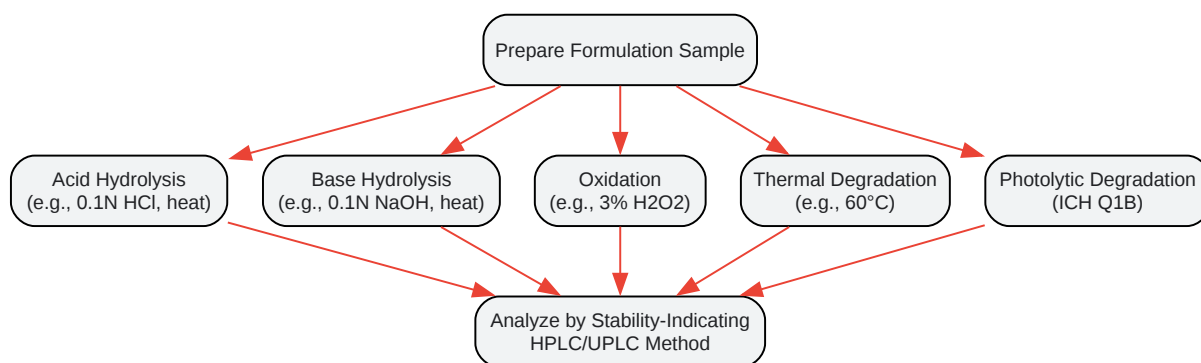 Prepare Formulation Sample
Acid Hydrolysis
(e.g., 0.1N HCl, heat)
Base Hydrolysis
(e.g., 0.1N NaOH, heat)
Oxidation
(e.g., 3% H2O2)
Thermal Degradation
(e.g., 60°C)
Photolytic Degradation
(ICH Q1B)
Analyze by Stability-Indicating
HPLC/UPLC Method